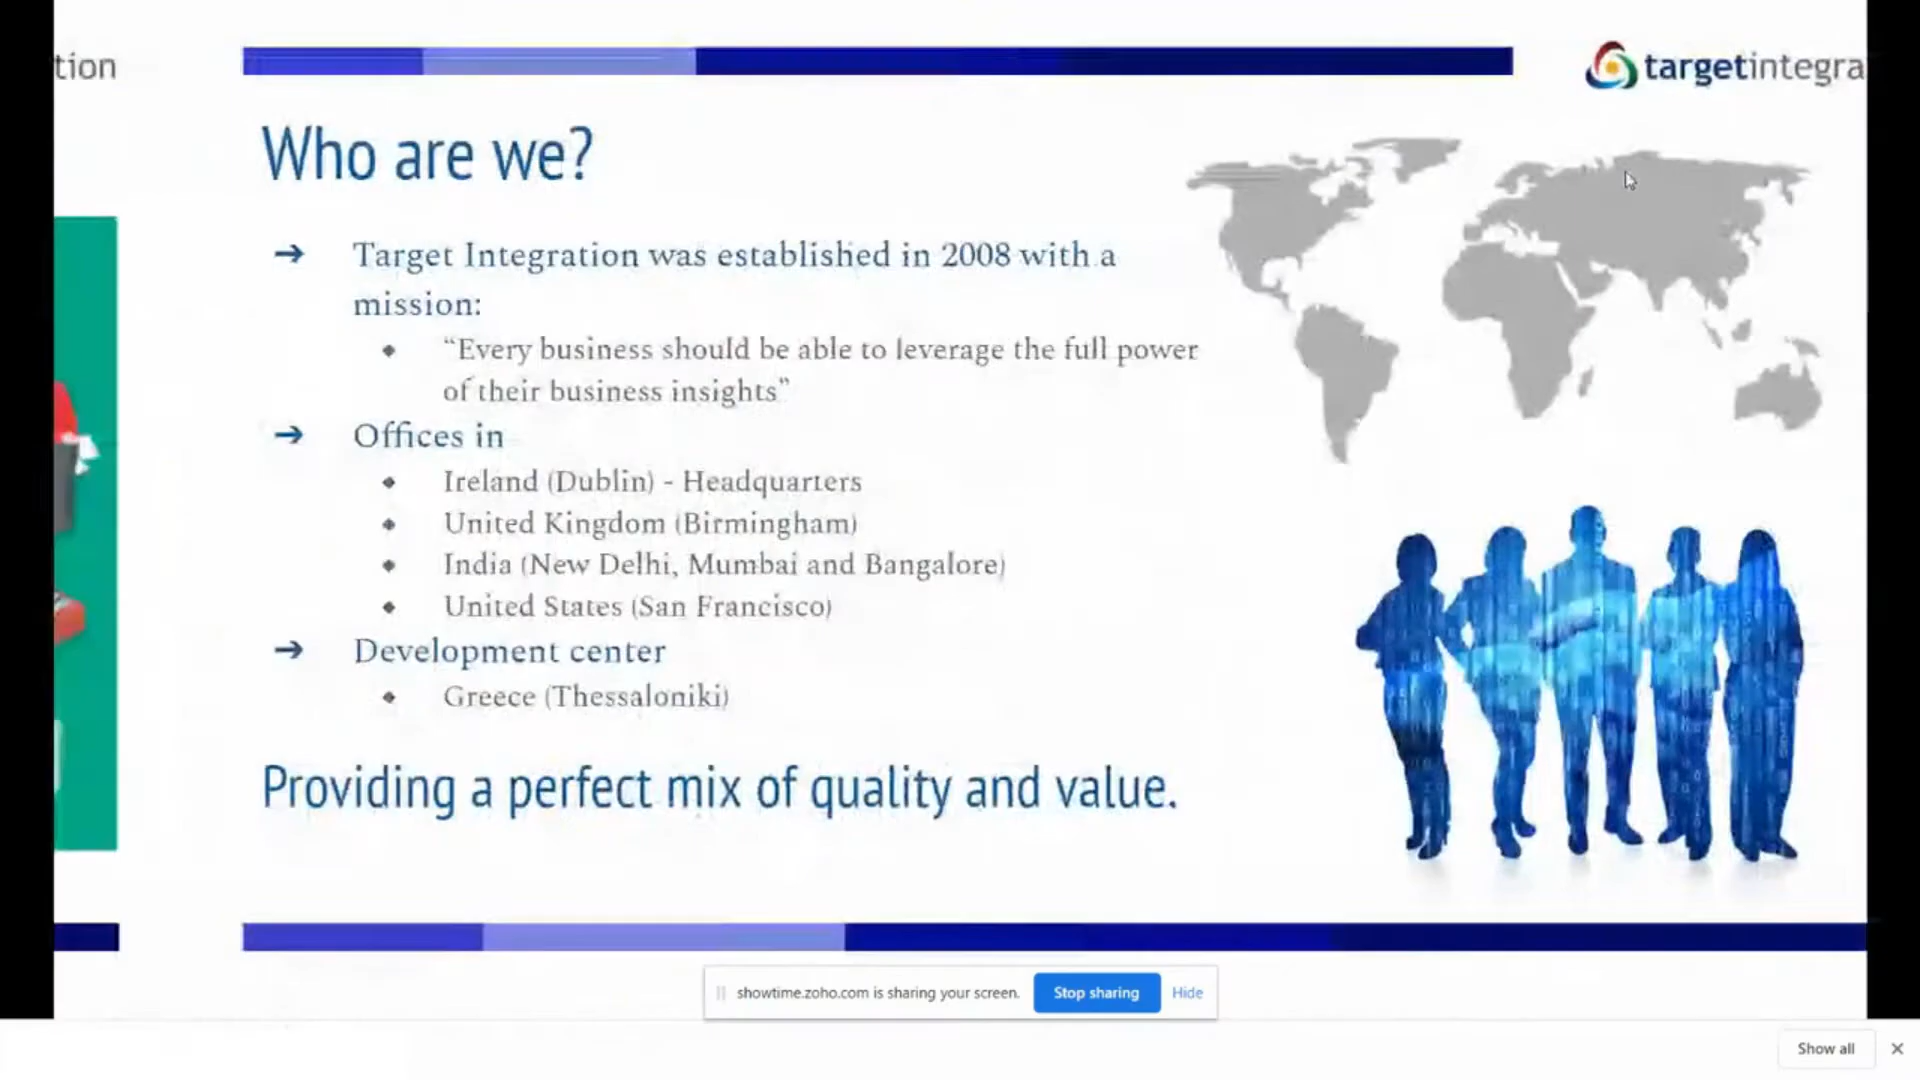 tion
targetintegra
Who are we?
➔ Target Integration was established in 2008 with a
mission:
◆ “Every business should be able to leverage the full power
of their business insights”
➔ Offices in
◆ Ireland (Dublin) - Headquarters
◆ United Kingdom (Birmingham)
◆ India (New Delhi, Mumbai and Bangalore)
◆ United States (San Francisco)
➔ Development center
◆ Greece (Thessaloniki)
Providing a perfect mix of quality and value.
showtime.zoho.com is sharing your screen. Stop sharing Hide
Show all